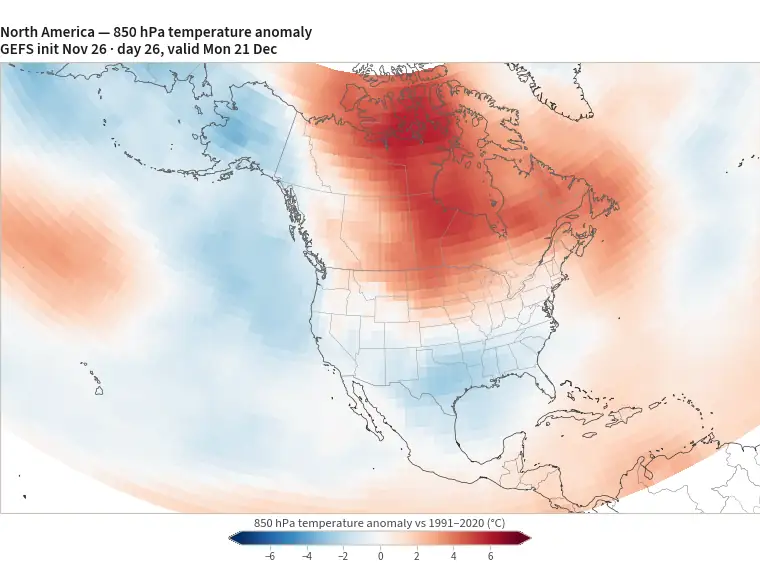 North America — 850 hPa temperature anomaly
GEFS init Nov 26 · day 26, valid Mon 21 Dec
850 hPa temperature anomaly vs 1991–2020 (°C)
−6 −4 −2 0 2 4 6